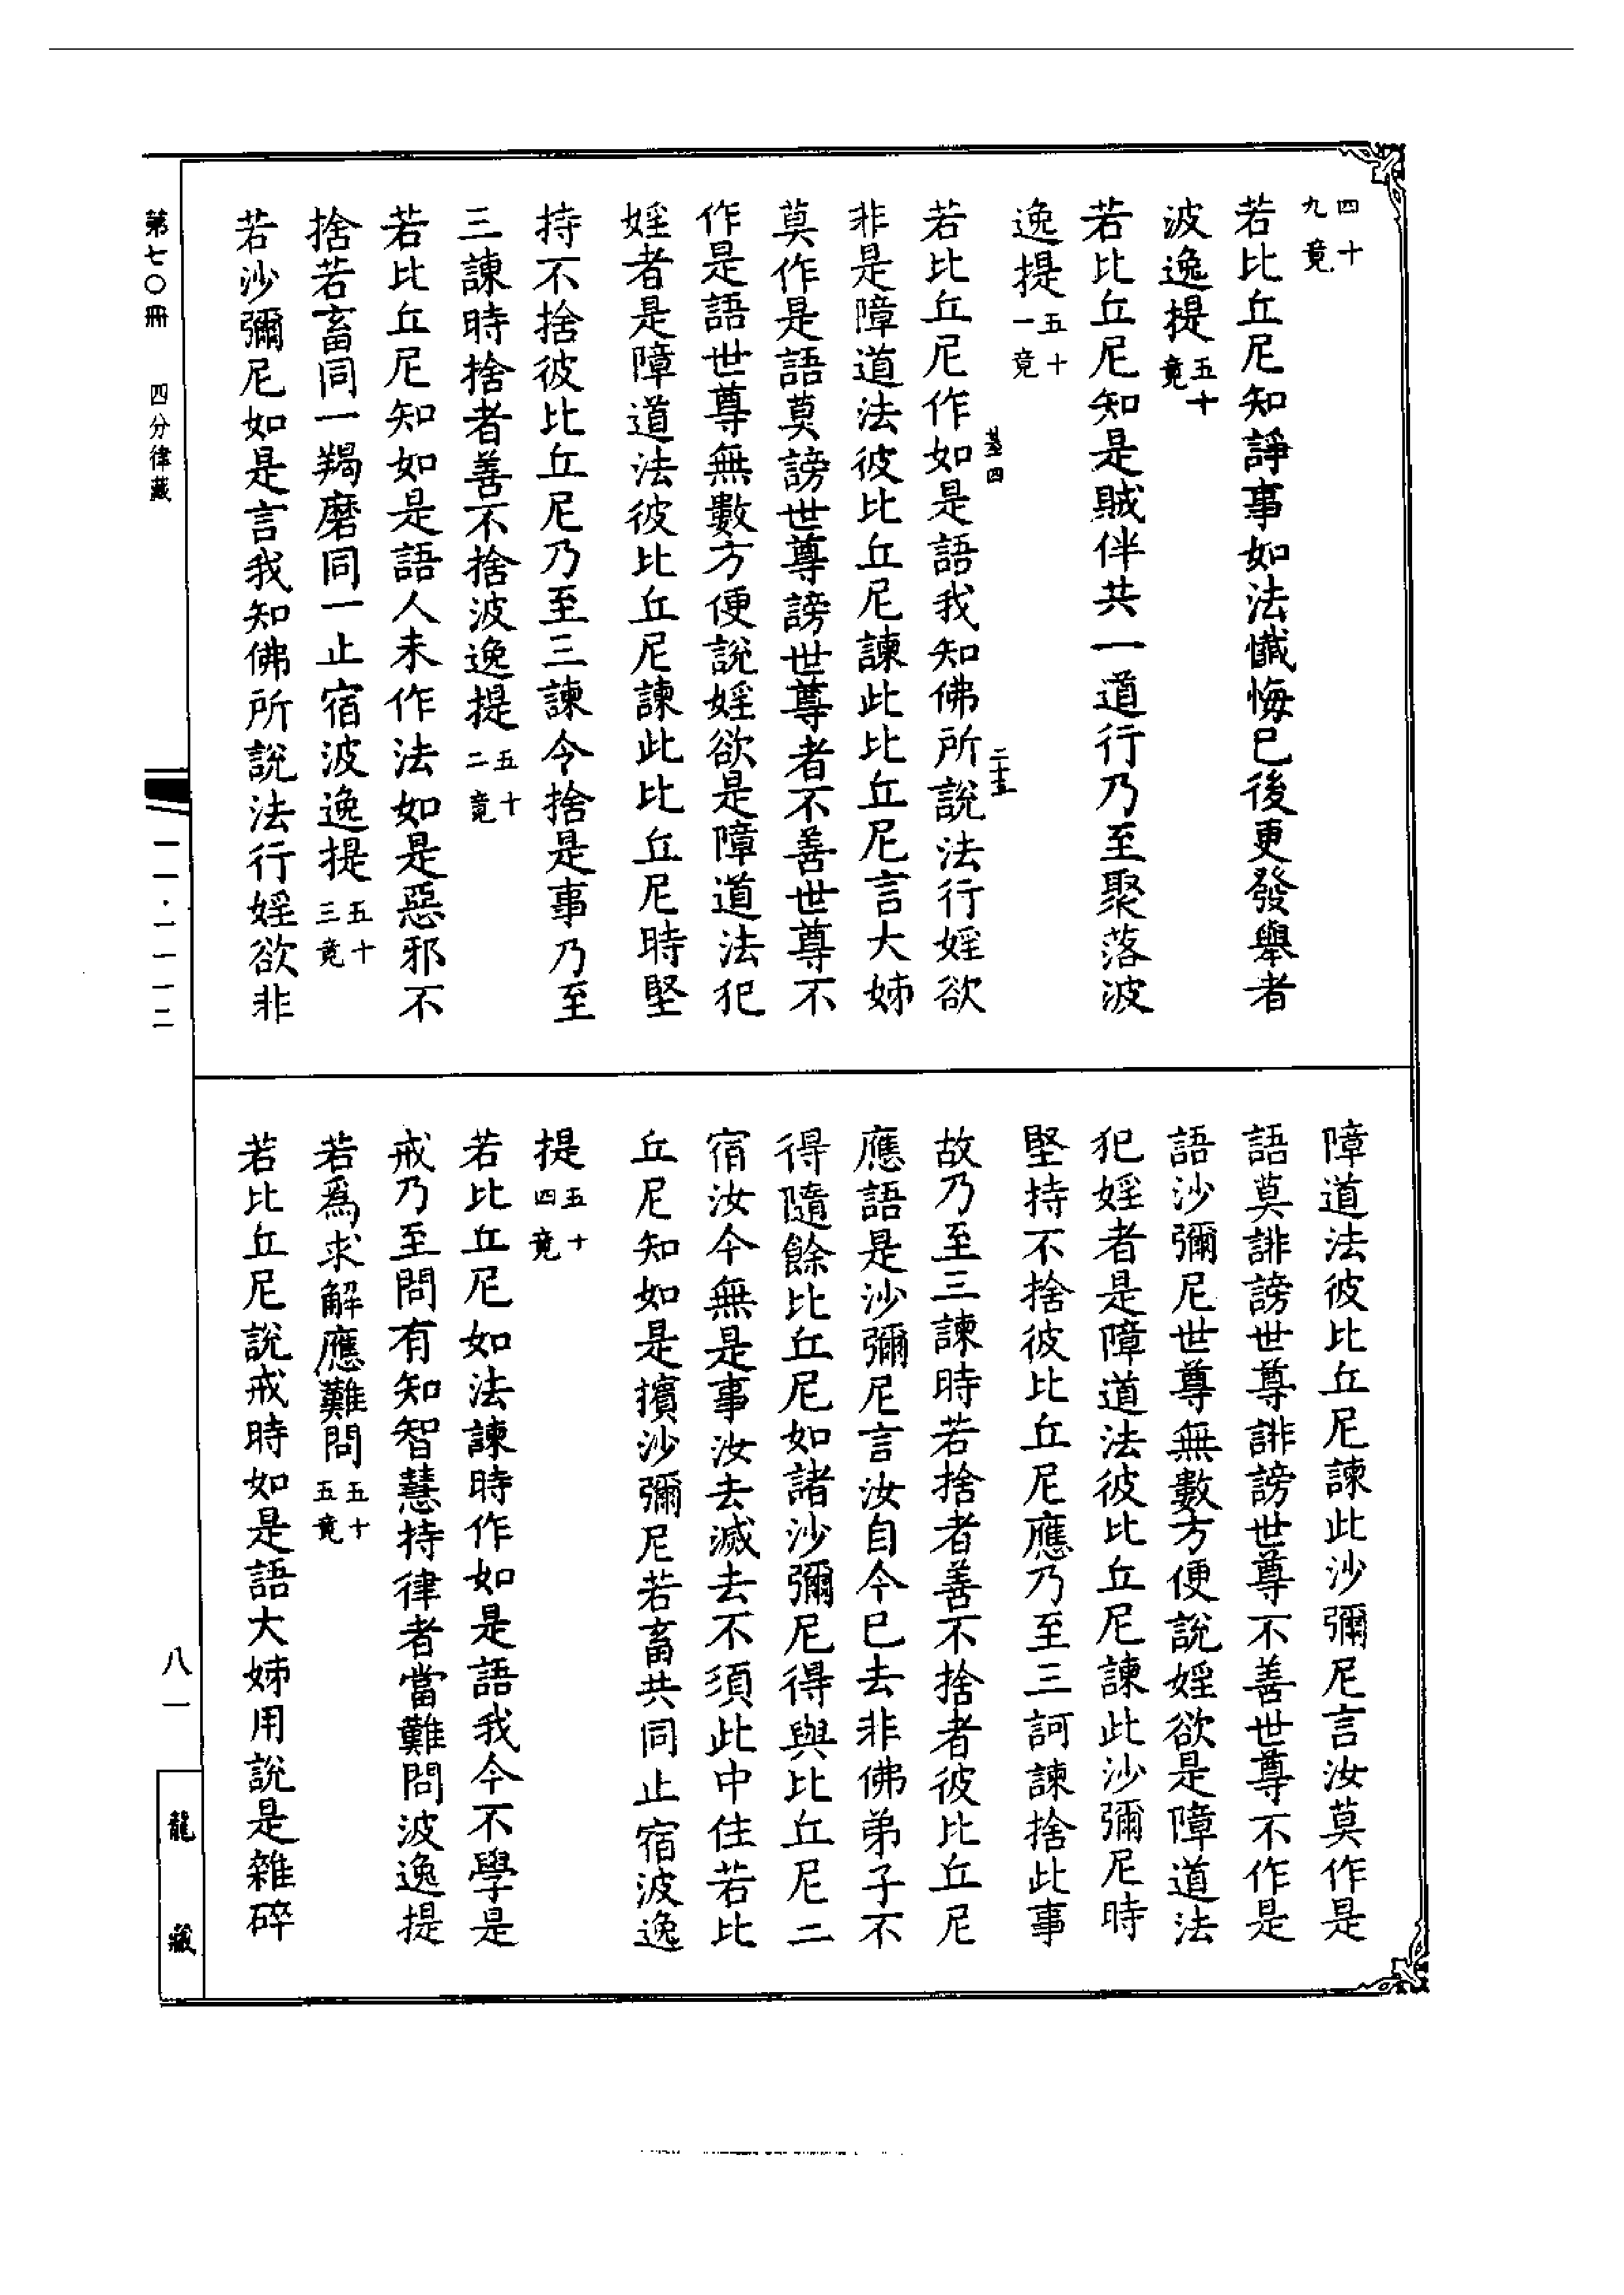 四十九竟
若比丘尼知諍事如法懺悔已後更發舉者
波逸提五十竟
若比丘尼知是賊伴共一道行乃至聚落波
逸提五十一竟
若比丘尼作如是語我知佛所說法行婬欲
非是障道法彼比丘尼諫此比丘尼言大姊
莫作是語莫謗世尊謗世尊者不善世尊不
作是語世尊無數方便說婬欲是障道法犯
婬者是障道法彼比丘尼諫此比丘尼時堅
持不捨彼比丘尼乃至三諫令捨是事乃至
三諫時捨者善不捨波逸提五十二竟
若比丘尼知如是語人未作法如是惡邪不
捨若畜同一羯磨同一止宿波逸提五十三竟
若沙彌尼如是言我知佛所說法行婬欲非
障道法彼比丘尼諫此沙彌尼言汝莫作是
語莫誹謗世尊誹謗世尊不善世尊不作是
語沙彌尼世尊無數方便說婬欲是障道法
犯婬者是障道法彼比丘尼諫此沙彌尼時
堅持不捨彼比丘尼應乃至三訶諫捨此事
故乃至三諫時若捨者善不捨者彼比丘尼
應語是沙彌尼言汝自今已去非佛弟子不
得隨餘比丘尼如諸沙彌尼得與比丘尼二
宿汝今無是事汝去滅去不須此中住若比
丘尼知如是擯沙彌尼若畜共同止宿波逸
提五十四竟
若比丘尼如法諫時作如是語我今不學是
戒乃至問有知智慧持律者當難問波逸提
若爲求解應難問五十五竟
若比丘尼說戒時如是語大姊用說是雜碎
第七〇冊 四分律藏
一一·一一一二
八一
龍藏